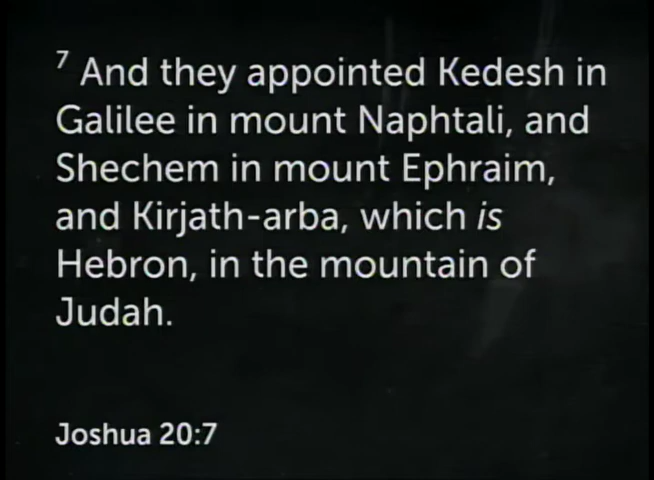 7 And they appointed Kedesh in
Galilee in mount Naphtali, and
Shechem in mount Ephraim,
and Kirjath-arba, which is
Hebron, in the mountain of
Judah.
Joshua 20:7